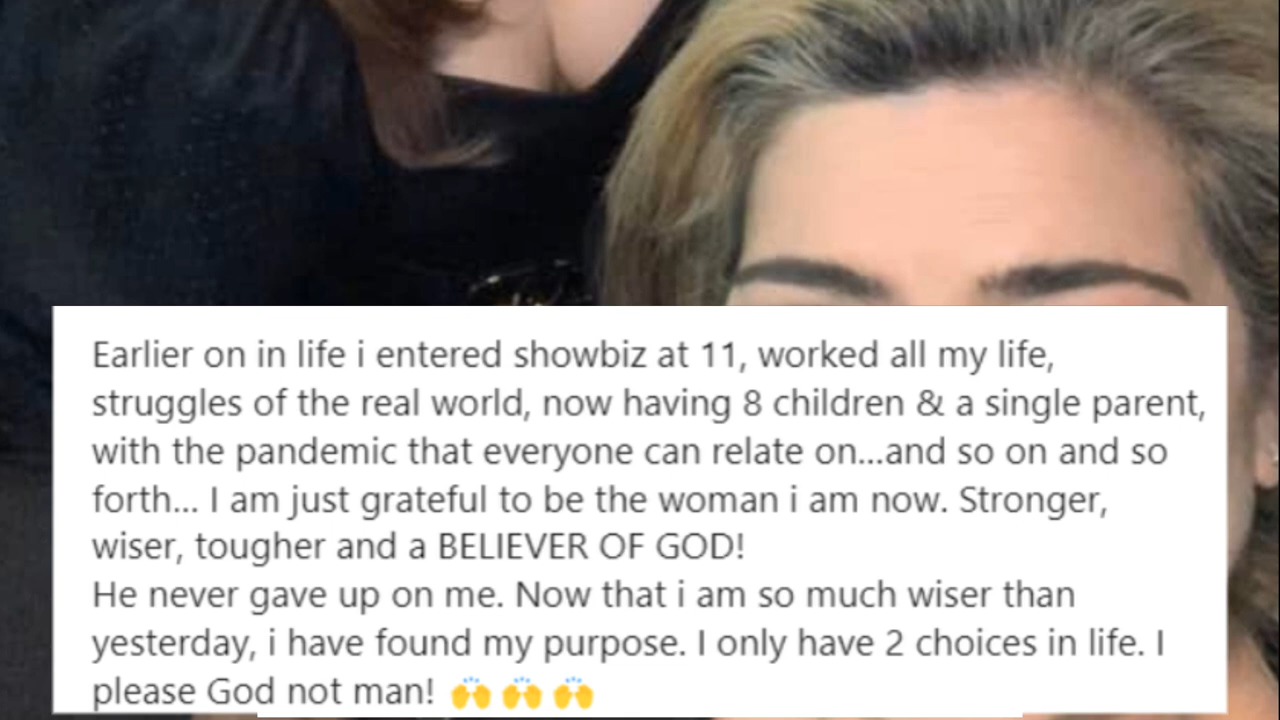 Earlier on in life i entered showbiz at 11, worked all my life,
struggles of the real world, now having 8 children & a single parent,
with the pandemic that everyone can relate on...and so on and so
forth... I am just grateful to be the woman i am now. Stronger,
wiser, tougher and a BELIEVER OF GOD!
He never gave up on me. Now that i am so much wiser than
yesterday, i have found my purpose. I only have 2 choices in life. I
please God not man! 🙌 🙌 🙌